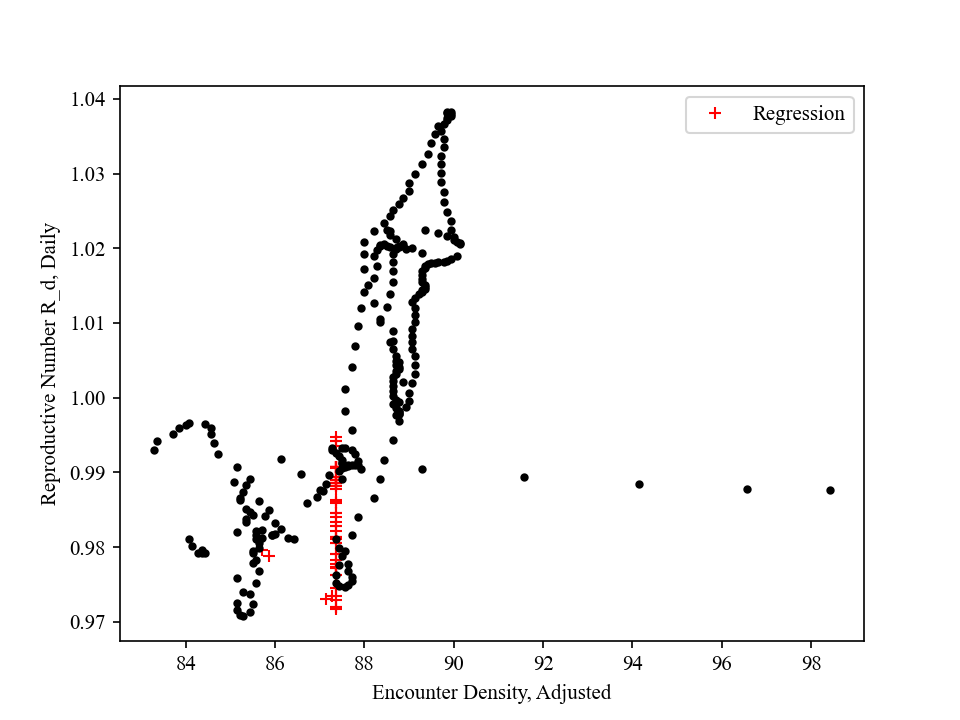 Regression
1.04
1.03
1.02
1.01
1.00
0.99
0.98
0.97
Reproductive Number R_d, Daily
84 86 88 90 92 94 96 98
Encounter Density, Adjusted